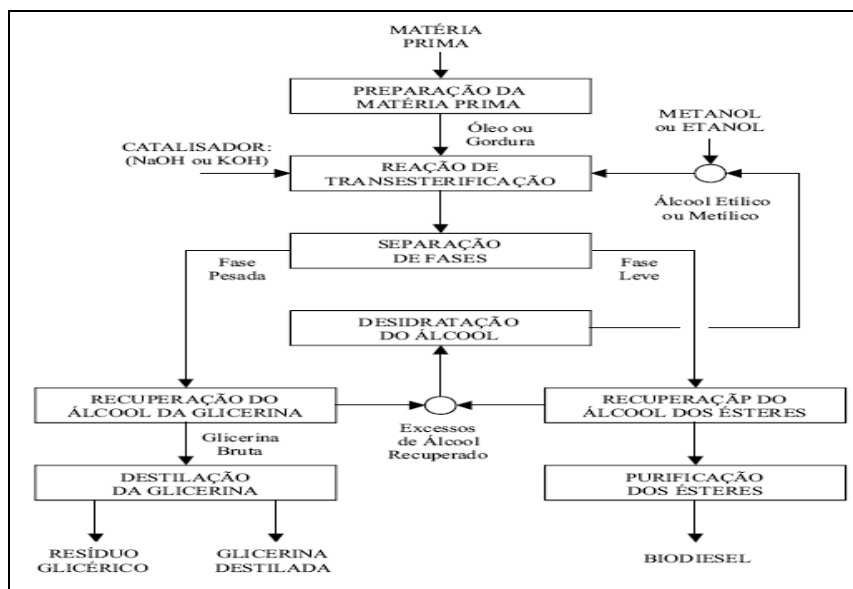 MATÉRIA
PRIMA
PREPARAÇÃO DA
MATÉRIA PRIMA
METANOL
ou ETANOL
Óleo ou
Gordura
CATALISADOR:
(NaOH ou KOH)
REAÇÃO DE
TRANSESTERIFICAÇÃO
Álcool Etílico
ou Metílico
SEPARAÇÃO
DE FASES
Fase
Pesada
Fase
Leve
DESIDRATAÇÃO
DO ÁLCOOL
RECUPERAÇÃO DO
ÁLCOOL DA GLICERINA
RECUPERAÇÃP DO
ÁLCOOL DOS ÉSTERES
Excessos
de Álcool
Recuperado
Glicerina
Bruta
DESTILAÇÃO
DA GLICERINA
PURIFICAÇÃO
DOS ÉSTERES
RESÍDUO
GLICÉRICO
GLICERINA
DESTILADA
BIODIESEL